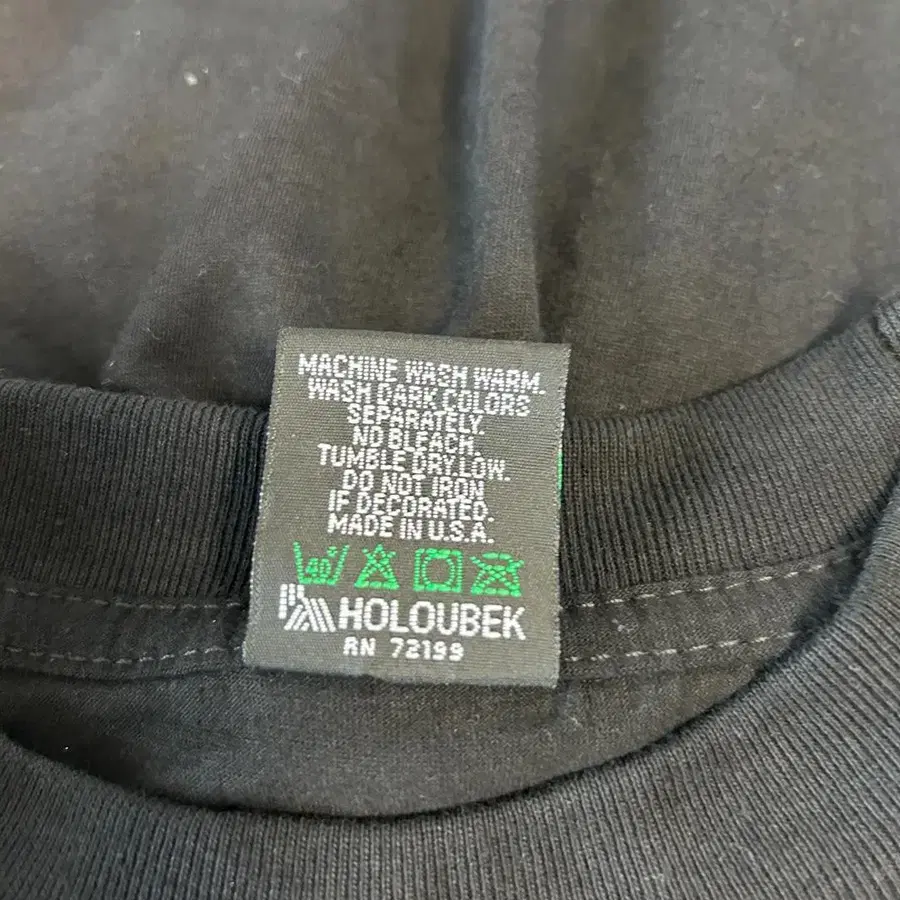 MACHINE WASH WARM.
WASH DARK COLORS
SEPARATELY.
NO BLEACH.
TUMBLE DRY LOW.
DO NOT IRON
IF DECORATED.
MADE IN U.S.A.
40°
HOLOUBEK
RN 72199